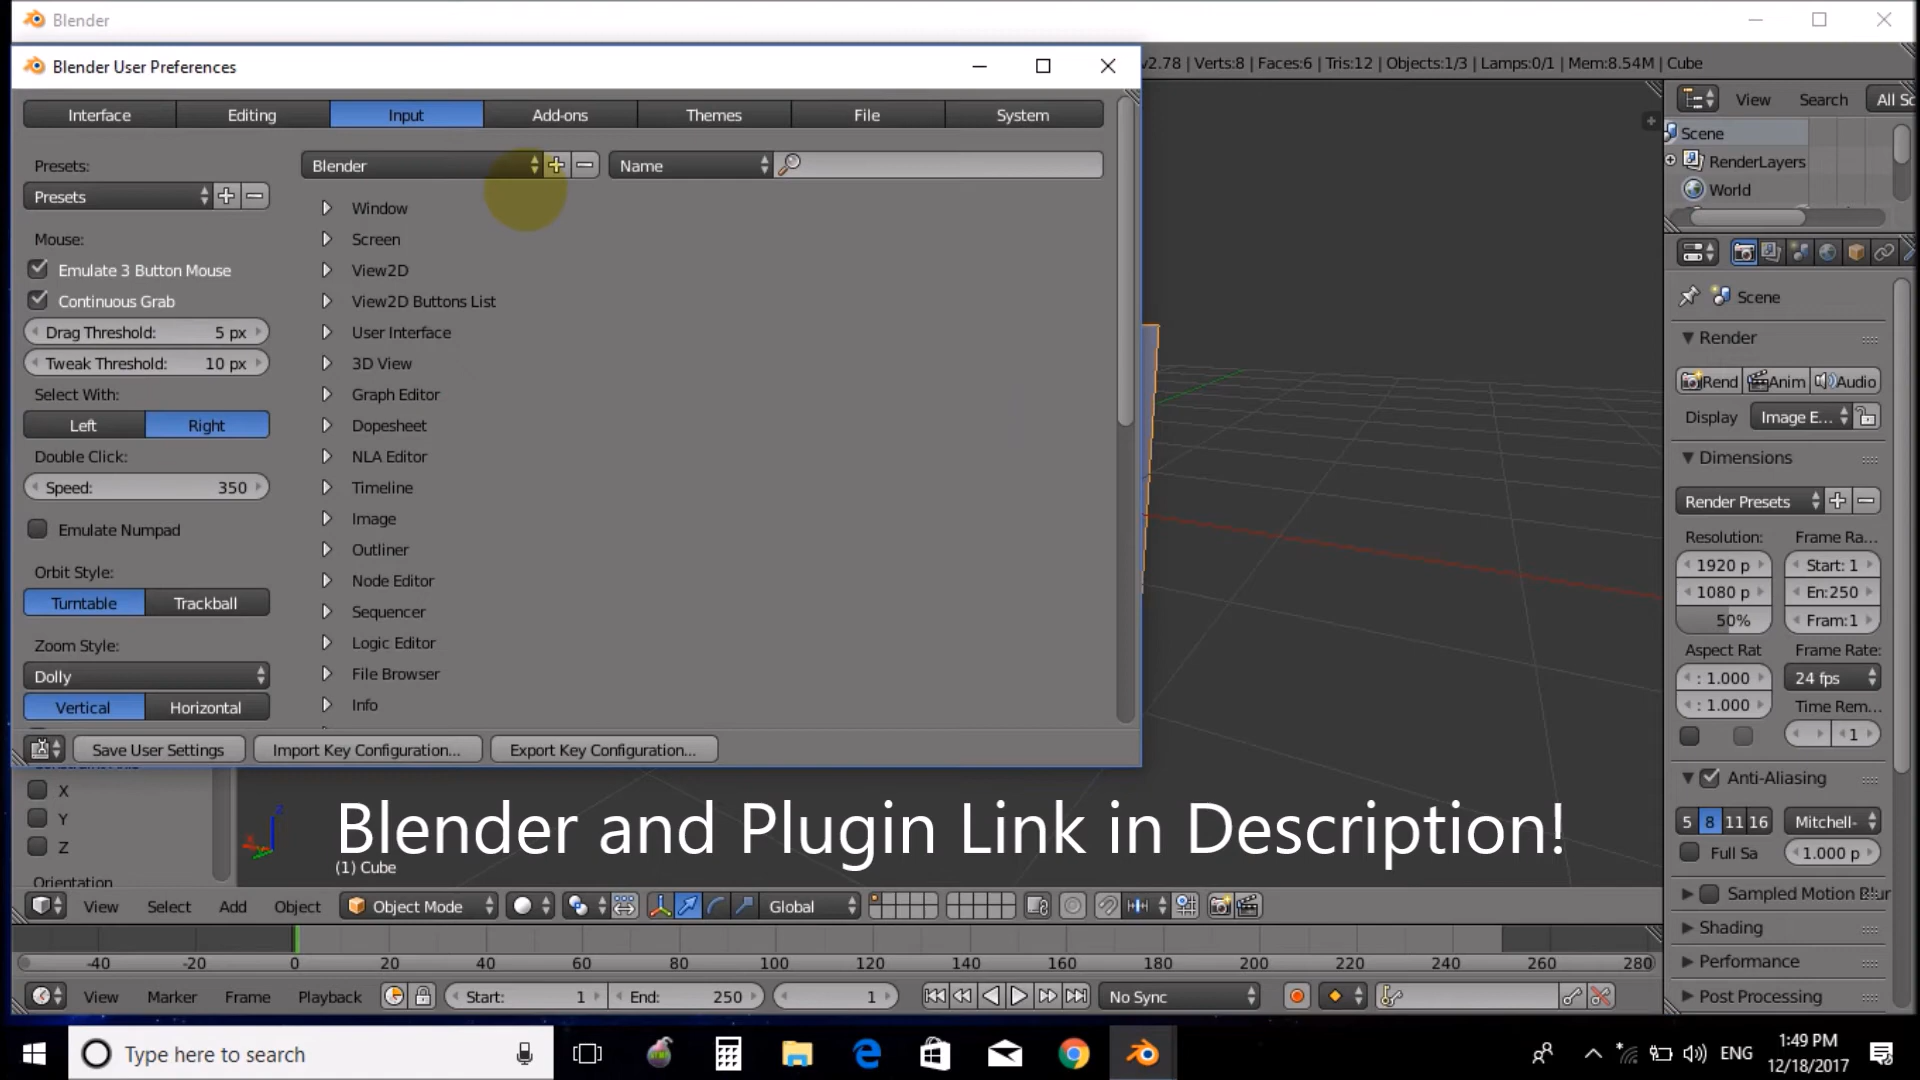 Blender
Blender User Preferences
v2.78 | Verts:8 | Faces:6 | Tris:12 | Objects:1/3 | Lamps:0/1 | Mem:8.54M | Cube
Interface
Editing
Input
Add-ons
Themes
File
System
Presets:
Presets
Mouse:
Emulate 3 Button Mouse
Continuous Grab
Drag Threshold: 5 px
Tweak Threshold: 10 px
Select With:
Left
Right
Double Click:
Speed: 350
Emulate Numpad
Orbit Style:
Turntable
Trackball
Zoom Style:
Dolly
Vertical
Horizontal
Blender
Name
Window
Screen
View2D
View2D Buttons List
User Interface
3D View
Graph Editor
Dopesheet
NLA Editor
Timeline
Image
Outliner
Node Editor
Sequencer
Logic Editor
File Browser
Info
Save User Settings
Import Key Configuration...
Export Key Configuration...
View
Search
All Sc
Scene
RenderLayers
World
Scene
Render
Rend
Anim
Audio
Display
Image E...
Dimensions
Render Presets
Resolution:
Frame Ra...
1920 p
Start: 1
1080 p
En:250
50%
Fram:1
Aspect Rat
Frame Rate:
: 1.000
24 fps
: 1.000
Time Rem...
1
Anti-Aliasing
5
8
11
16
Mitchell-
Full Sa
1.000 p
Sampled Motion Blur
Shading
Performance
Post Processing
X
Y
Z
Orientation
Blender and Plugin Link in Description!
(1) Cube
View
Select
Add
Object
Object Mode
Global
-40 -20 0 20 40 60 80 100 120 140 160 180 200 220 240 260 280
View
Marker
Frame
Playback
Start: 1
End: 250
1
No Sync
Type here to search
ENG
1:49 PM
12/18/2017